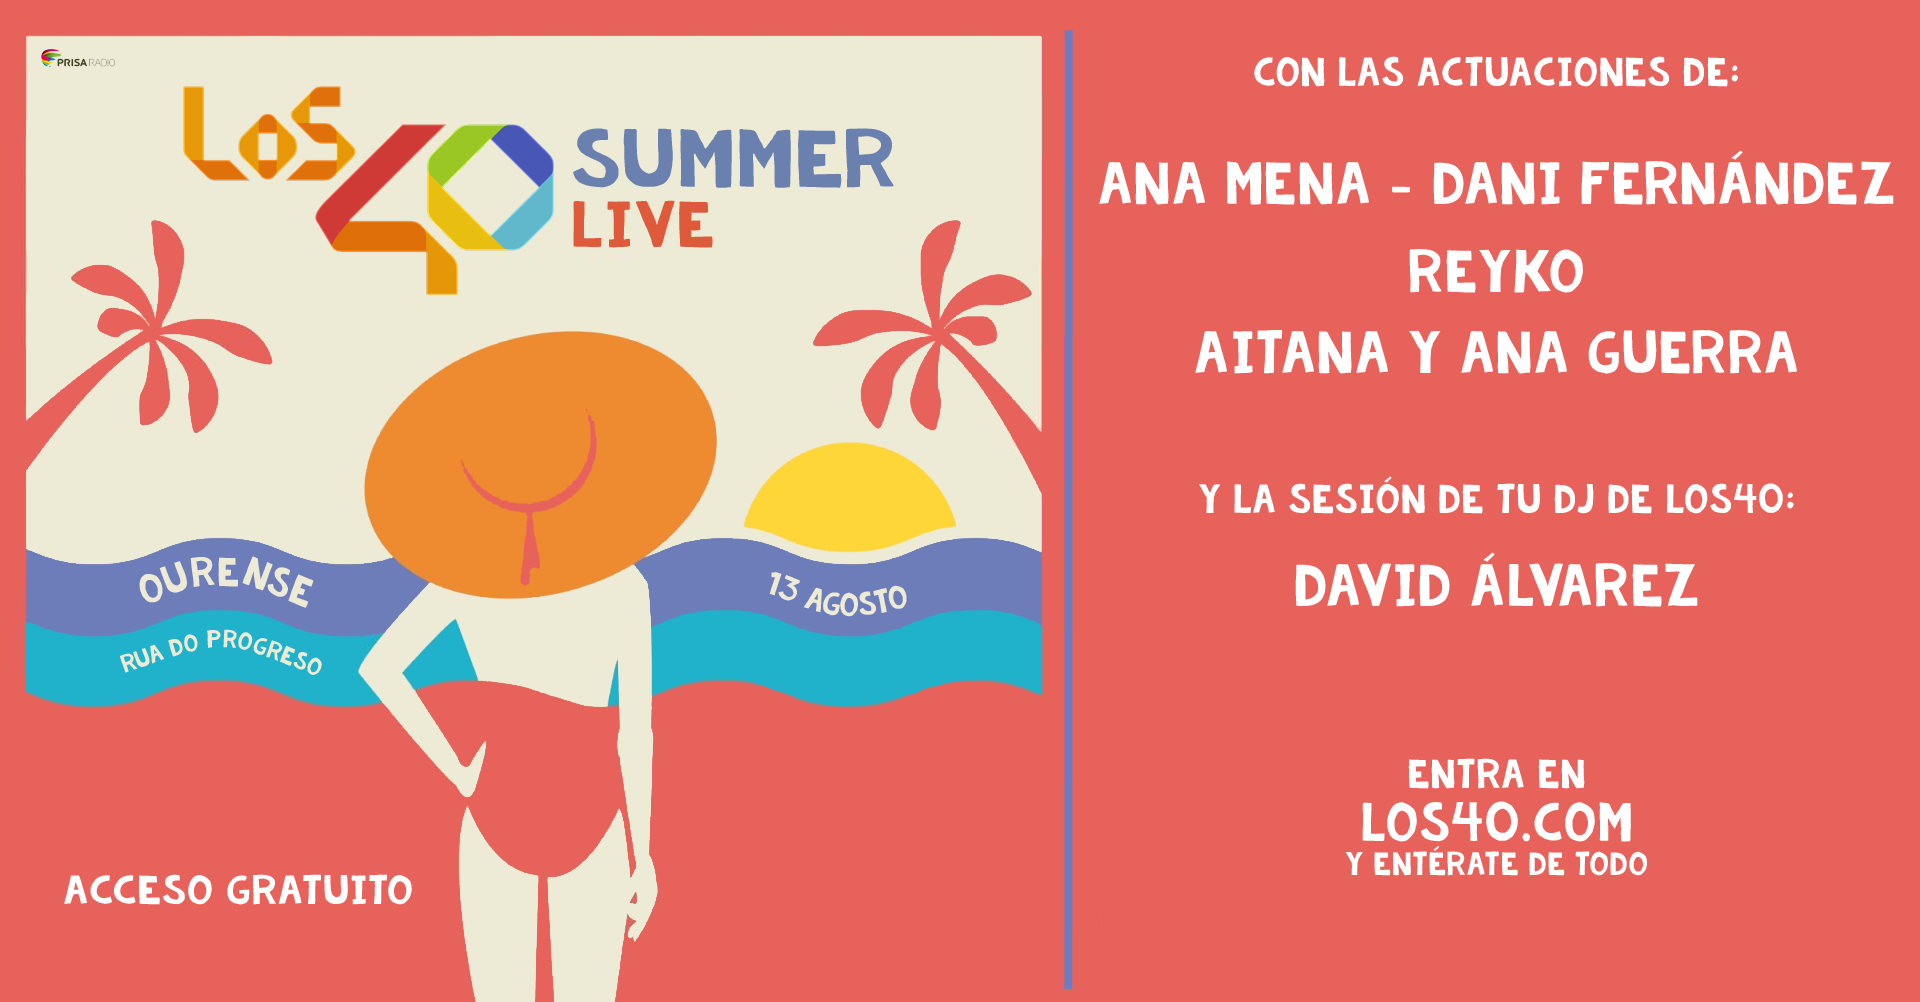 PRISA RADIO
LOS
40
SUMMER
LIVE
OURENSE
RUA DO PROGRESO
13 AGOSTO
ACCESO GRATUITO
CON LAS ACTUACIONES DE:
ANA MENA - DANI FERNÁNDEZ
REYKO
AITANA Y ANA GUERRA
Y LA SESIÓN DE TU DJ DE LOS40:
DAVID ÁLVAREZ
ENTRA EN
LOS40.COM
Y ENTÉRATE DE TODO